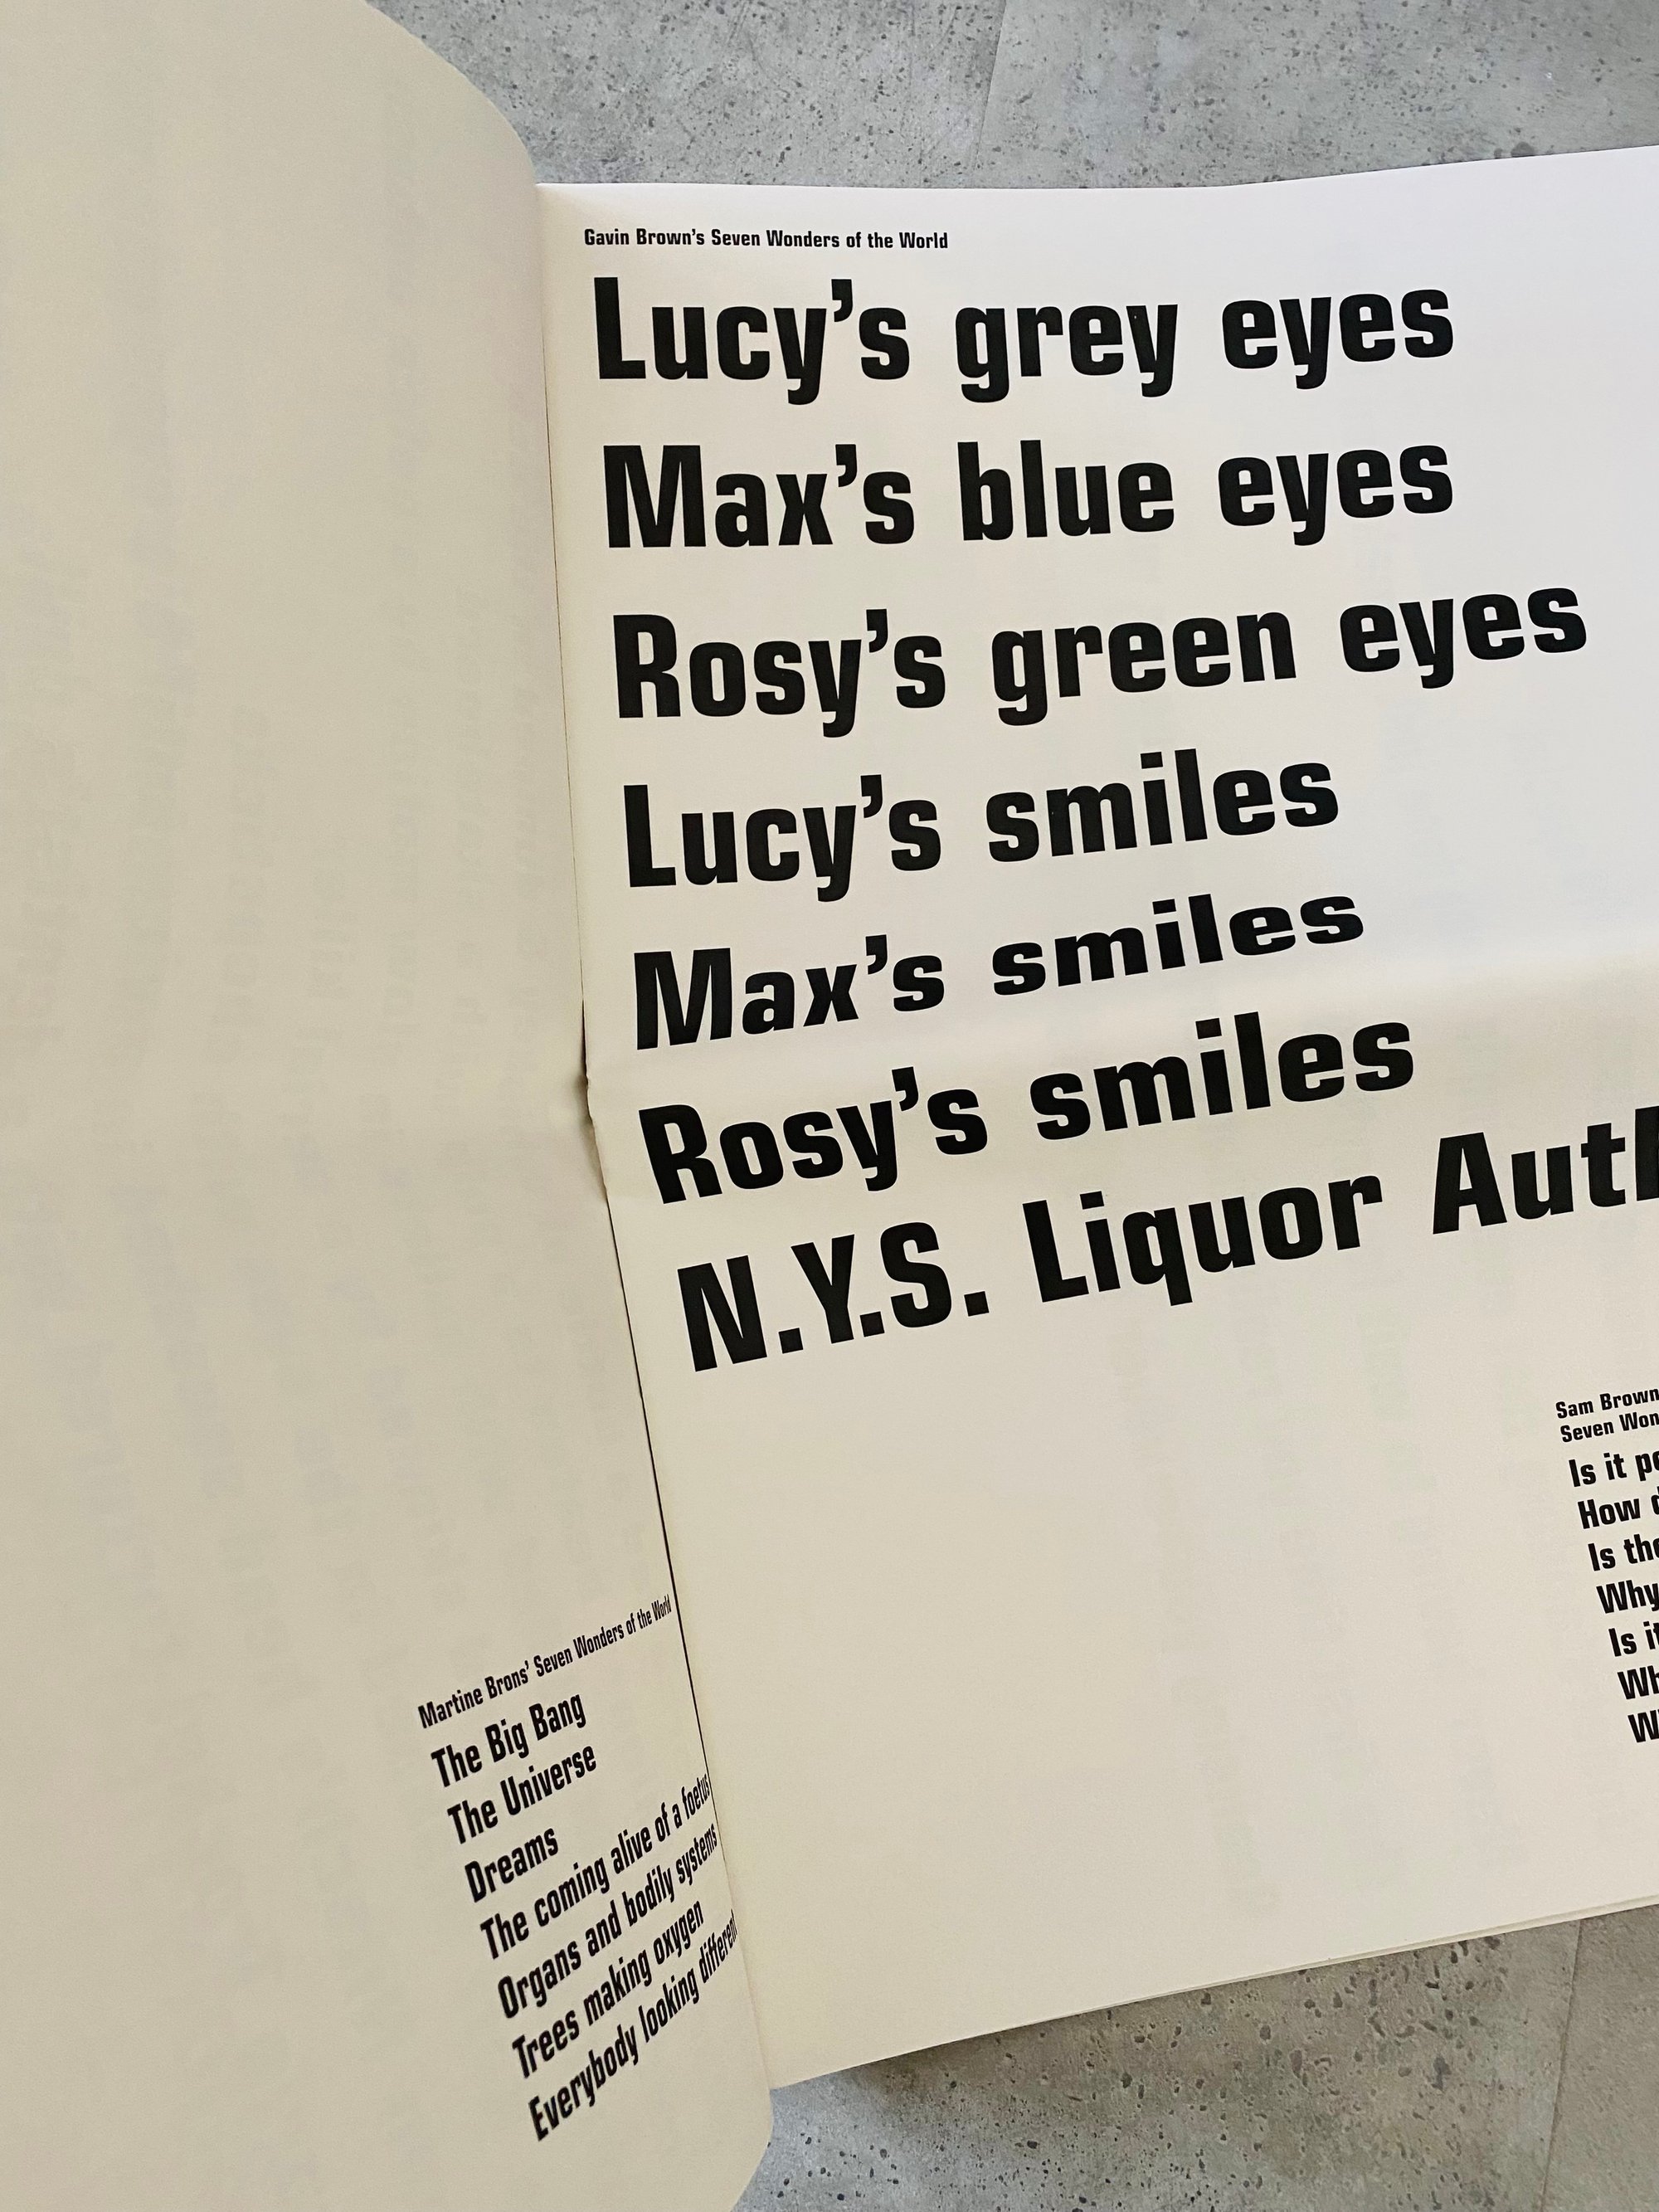 Gavin Brown’s Seven Wonders of the World
Lucy’s grey eyes
Max’s blue eyes
Rosy’s green eyes
Lucy’s smiles
Max’s smiles
Rosy’s smiles
N.Y.S. Liquor
Martine Brons’ Seven Wonders of the World
The Big Bang
The Universe
Dreams
The coming alive of a foetus
Organs and bodily systems
Trees making oxygen
Everybody looking different
Sam Brown
Seven
Is it
How
Is
Why
Is